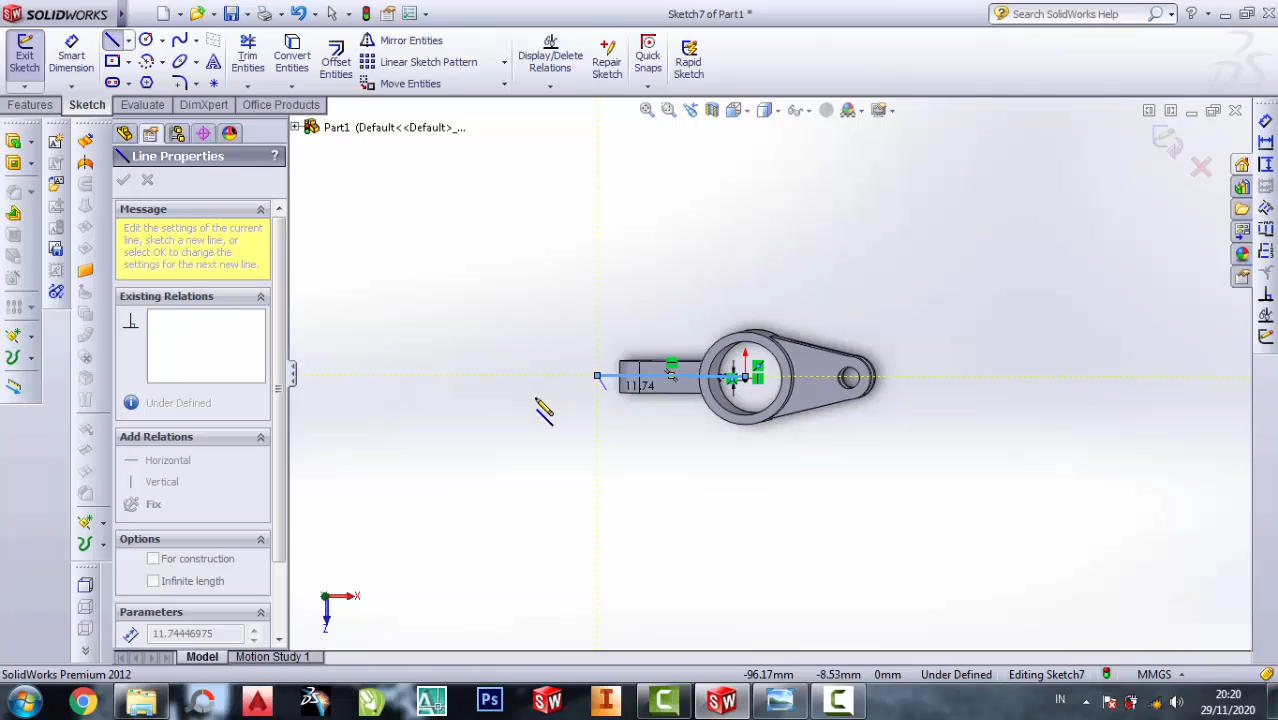 SOLIDWORKS
Sketch7 of Part1 *
Search SolidWorks Help
Exit Sketch
Smart Dimension
Trim Entities
Convert Entities
Offset Entities
Mirror Entities
Linear Sketch Pattern
Move Entities
Display/Delete Relations
Repair Sketch
Quick Snaps
Rapid Sketch
Features
Sketch
Evaluate
DimXpert
Office Products
Part1 (Default<<Default>_...
Line Properties
?
Message
Edit the settings of the current
line, sketch a new line, or
select OK to change the
settings for the next new line.
Existing Relations
Under Defined
Add Relations
Horizontal
Vertical
Fix
Options
For construction
Infinite length
Parameters
11.74446975
11.74
X
Z
Model
Motion Study 1
SolidWorks Premium 2012
-96.17mm
-8.53mm
0mm
Under Defined
Editing Sketch7
MMGS
Ps
SW
SW
IN
20:20
29/11/2020